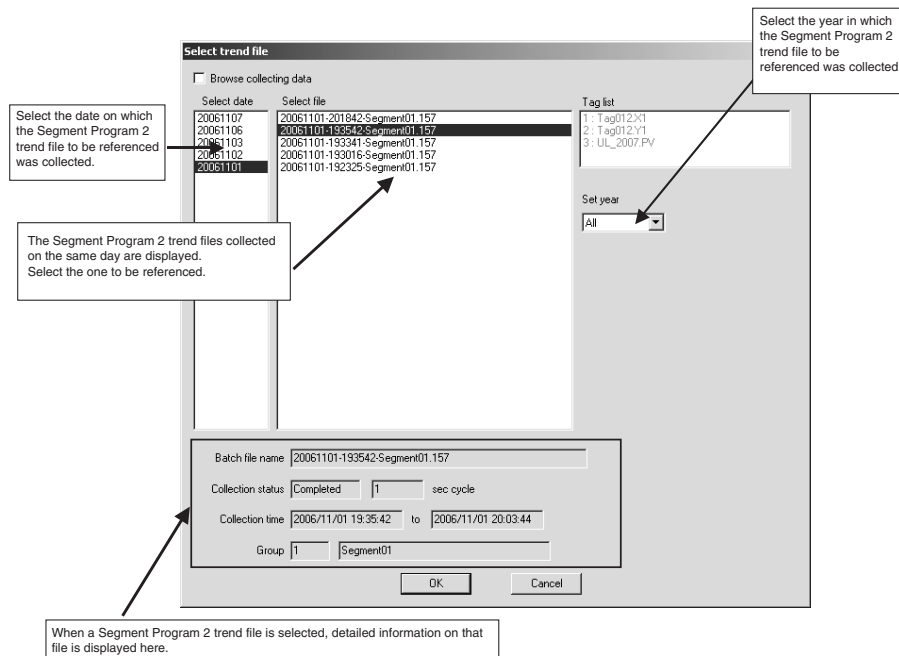 Select the year in which
the Segment Program 2
trend file to be
referenced was collected.
Select trend file
Browse collecting data
Select date
Select file
Tag list
Select the date on which
the Segment Program 2
trend file to be referenced
was collected.
20061107
20061106
20061103
20061102
20061101
20061101-201842-Segment01.157
20061101-193542-Segment01.157
20061101-193341-Segment01.157
20061101-193016-Segment01.157
20061101-192325-Segment01.157
1 : Tag012.X1
2 : Tag012.Y1
3 : UL_2007.PV
Set year
All
The Segment Program 2 trend files collected
on the same day are displayed.
Select the one to be referenced.
Batch file name 20061101-193542-Segment01.157
Collection status Completed 1 sec cycle
Collection time 2006/11/01 19:35:42 to 2006/11/01 20:03:44
Group 1 Segment01
OK Cancel
When a Segment Program 2 trend file is selected, detailed information on that
file is displayed here.